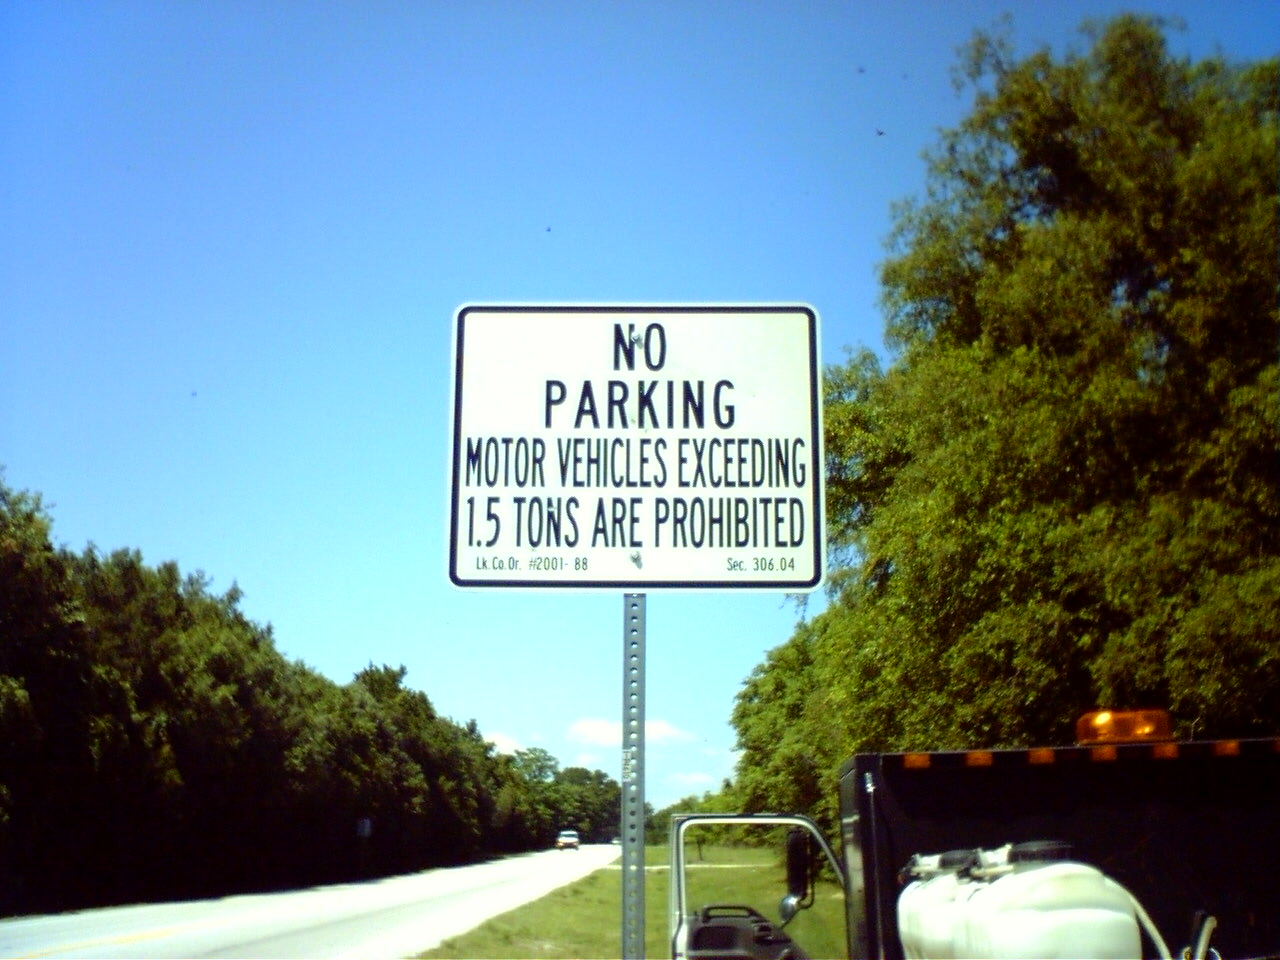 NO
PARKING
MOTOR VEHICLES EXCEEDING
1.5 TONS ARE PROHIBITED
Lk. Co. Or. #2001- 88 Sec. 306.04